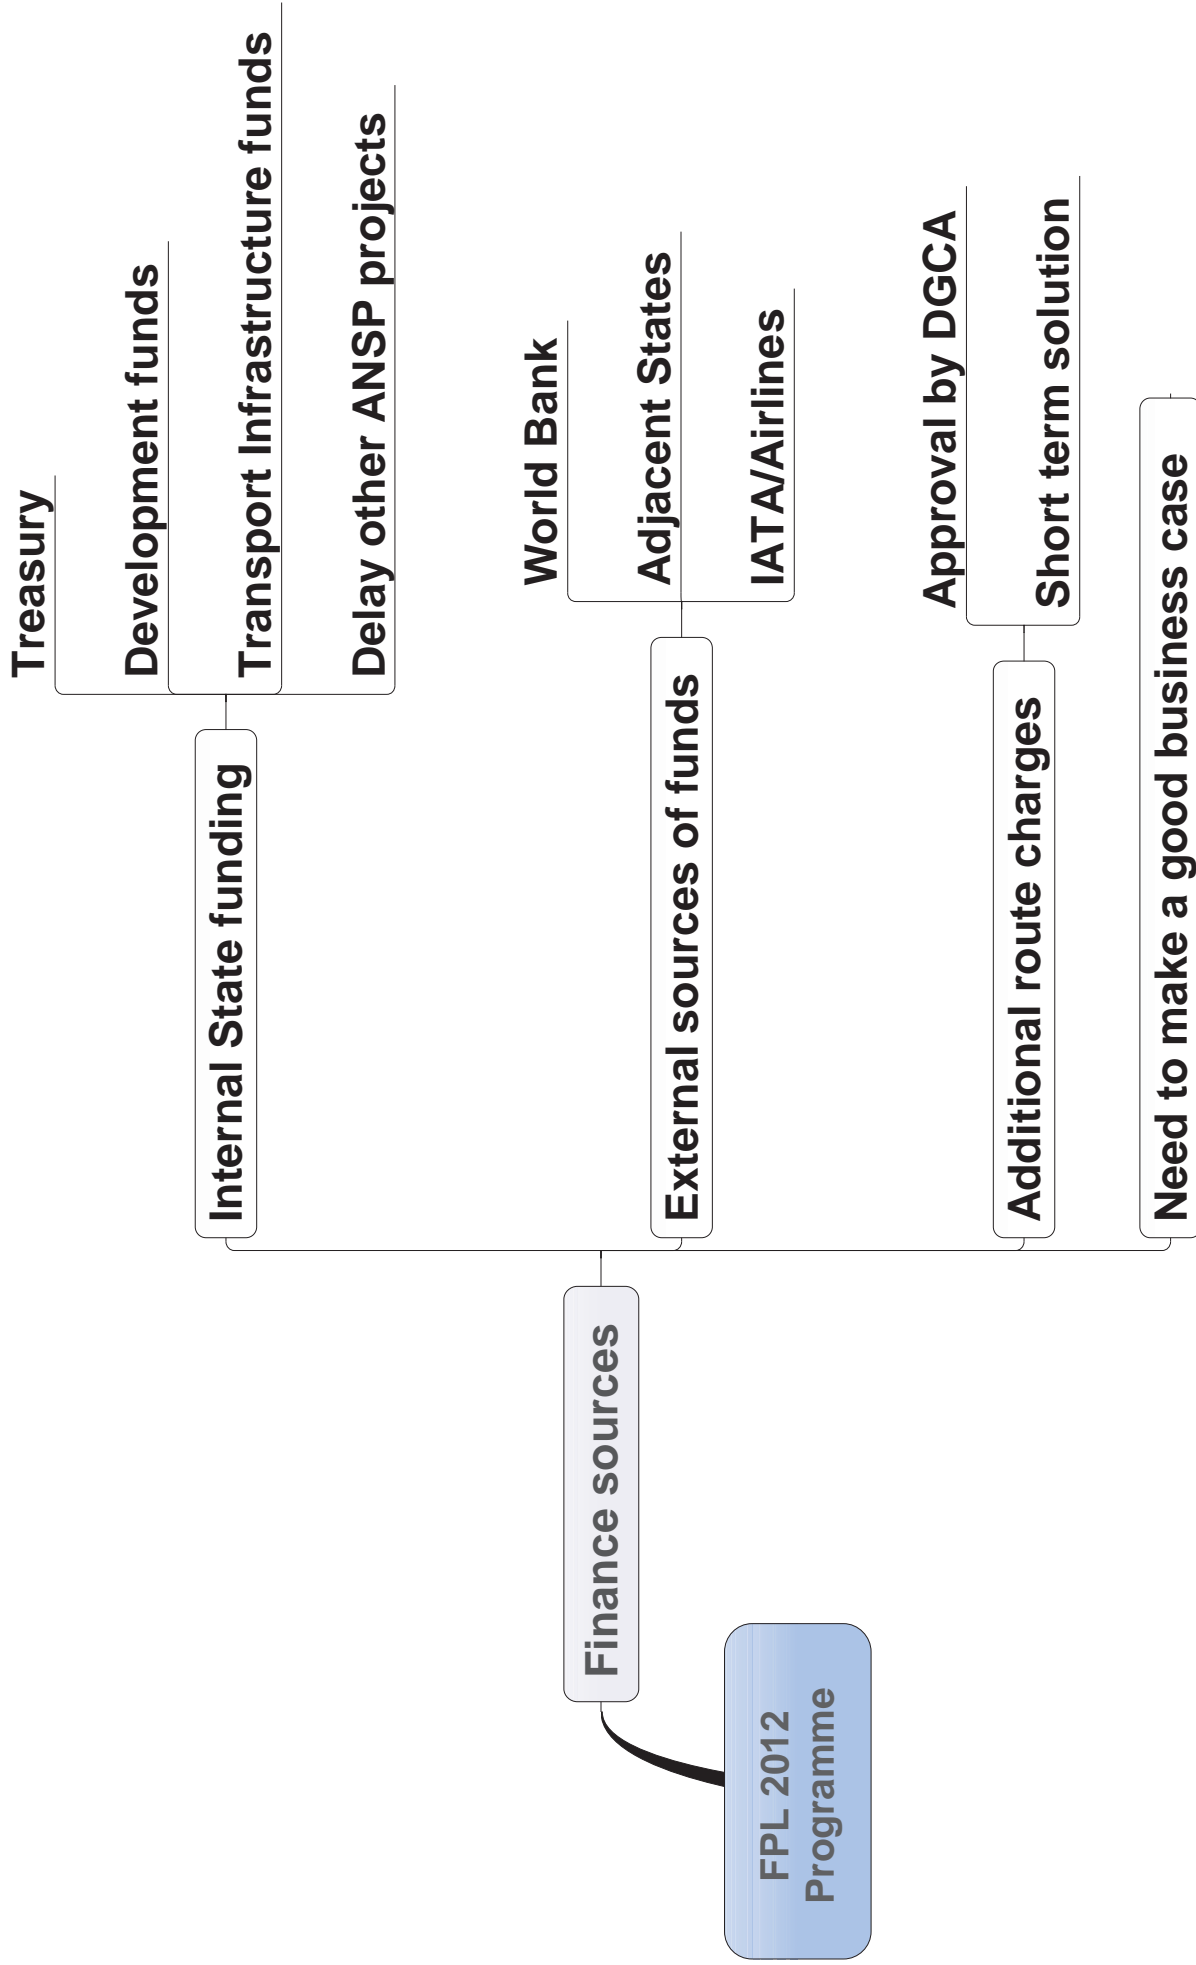 FPL 2012
Programme
Finance sources
Internal State funding
Treasury
Development funds
Transport Infrastructure funds
Delay other ANSP projects
External sources of funds
World Bank
Adjacent States
IATA/Airlines
Additional route charges
Approval by DGCA
Short term solution
Need to make a good business case